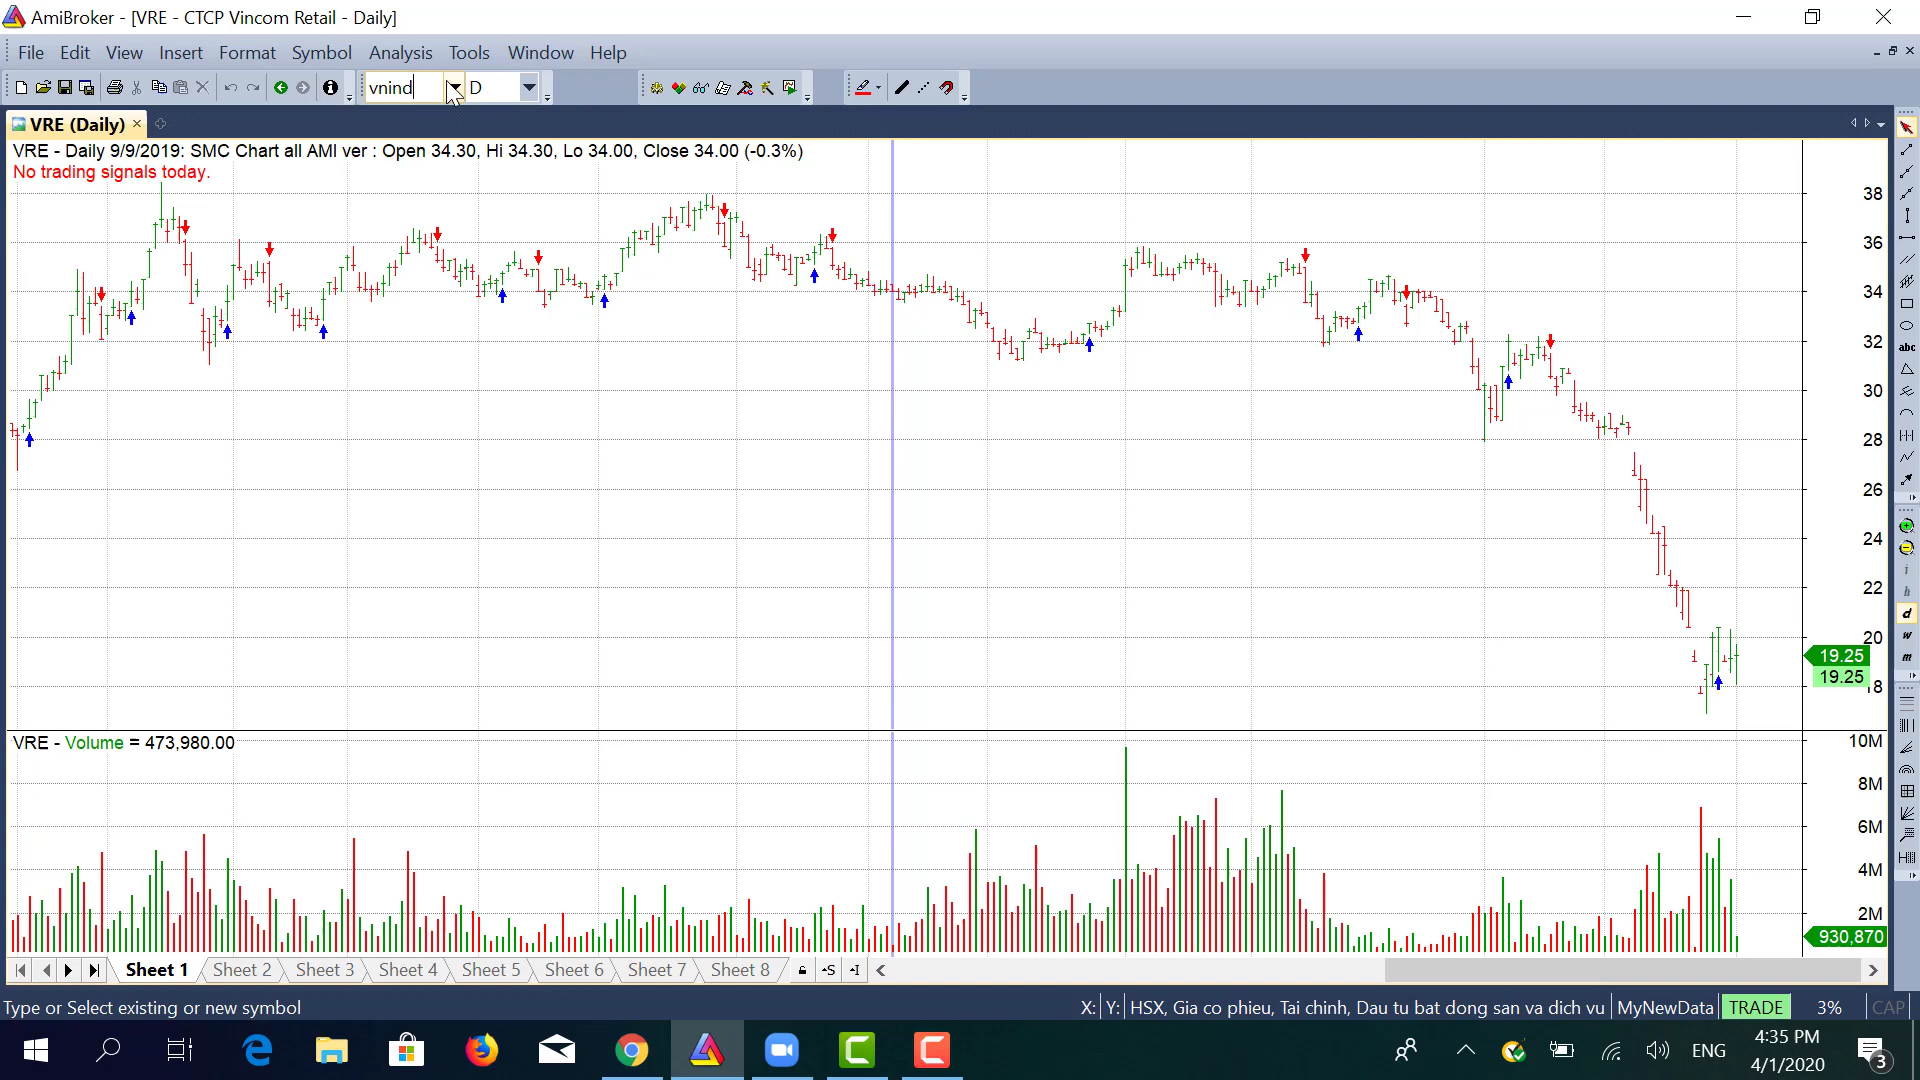 AmiBroker - [VRE - CTCP Vincom Retail - Daily]
File Edit View Insert Format Symbol Analysis Tools Window Help
vnind D
VRE (Daily)
VRE - Daily 9/9/2019: SMC Chart all AMI ver : Open 34.30, Hi 34.30, Lo 34.00, Close 34.00 (-0.3%)
No trading signals today.
38
36
34
32
30
28
26
24
22
20
19.25
19.25
18
abc
i
h
d
w
m
VRE - Volume = 473,980.00
10M
8M
6M
4M
2M
930,870
Sheet 1 Sheet 2 Sheet 3 Sheet 4 Sheet 5 Sheet 6 Sheet 7 Sheet 8 S I
Type or Select existing or new symbol X: Y: HSX, Gia co phieu, Tai chinh, Dau tu bat dong san va dich vu MyNewData TRADE 3% CAP
ENG
4:35 PM
4/1/2020
3